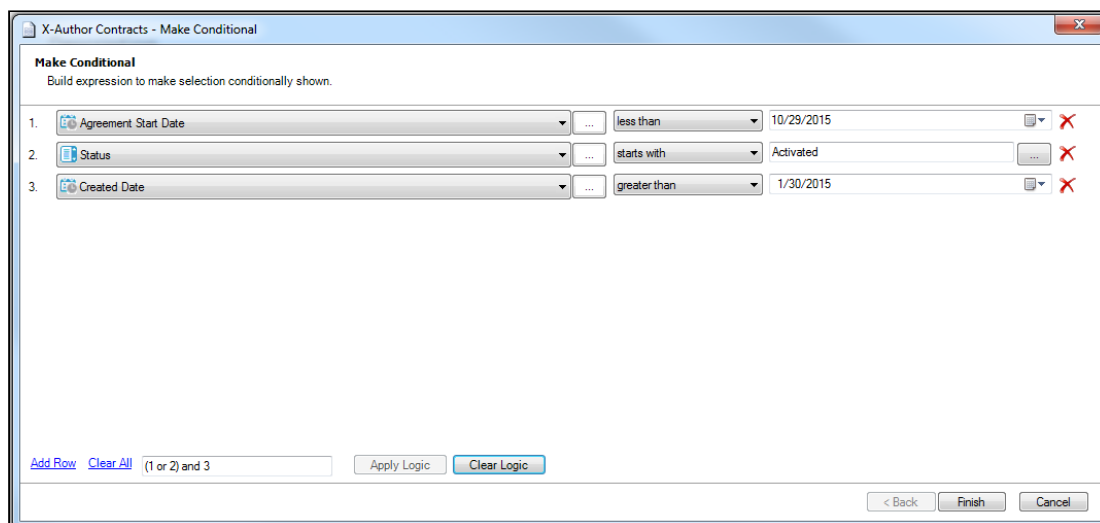 X-Author Contracts - Make Conditional
Make Conditional
Build expression to make selection conditionally shown.
1. Agreement Start Date ... less than 10/29/2015
2. Status ... starts with Activated ...
3. Created Date ... greater than 1/30/2015
Add Row Clear All (1 or 2) and 3 Apply Logic Clear Logic
< Back Finish Cancel